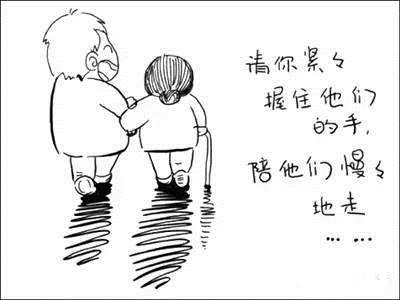 请你紧々
握住他们
的手,
陪他们慢々
地走
… …